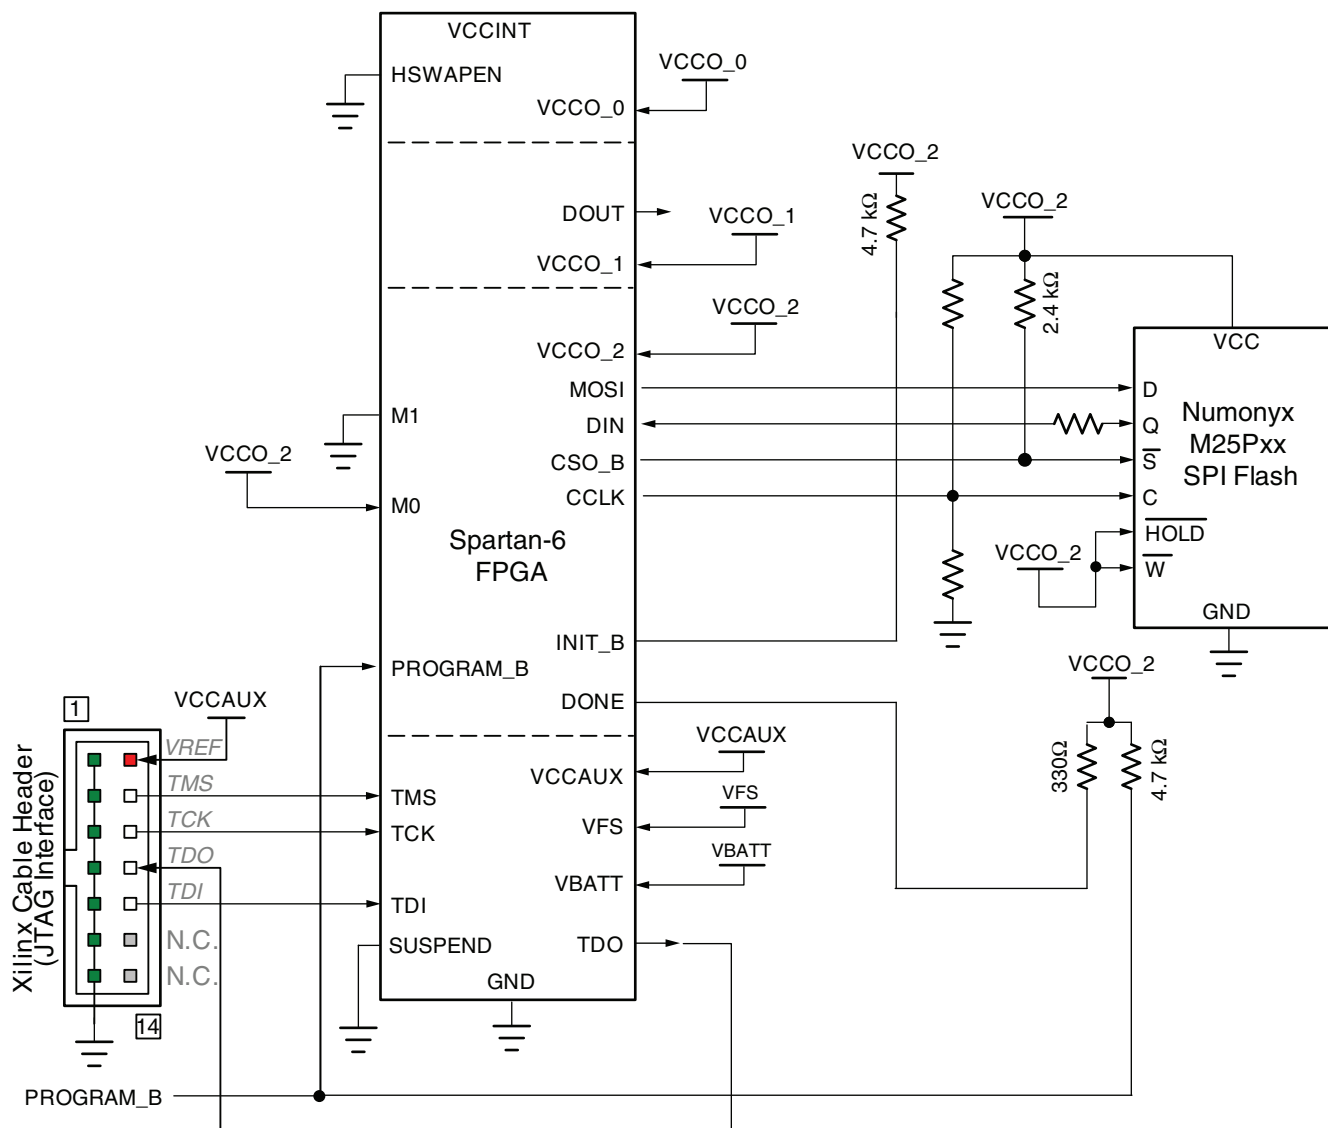 VCCINT
HSWAPEN
VCCO_0
VCCO_0
VCCO_2
4.7 kΩ
VCCO_2
2.4 kΩ
DOUT
VCCO_1
VCCO_1
VCCO_2
VCCO_2
VCC
MOSI
D
M1
DIN
Q
Numonyx
M25Pxx
SPI Flash
VCCO_2
CSO_B
S
CCLK
C
M0
HOLD
Spartan-6
FPGA
VCCO_2
W
GND
INIT_B
PROGRAM_B
VCCO_2
DONE
1
VCCAUX
VCCAUX
330Ω
4.7 kΩ
Xilinx Cable Header
(JTAG Interface)
VREF
VCCAUX
TMS
TMS
VFS
TCK
TCK
VFS
TDO
VBATT
VBATT
TDI
TDI
N.C.
SUSPEND
TDO
N.C.
GND
14
PROGRAM_B